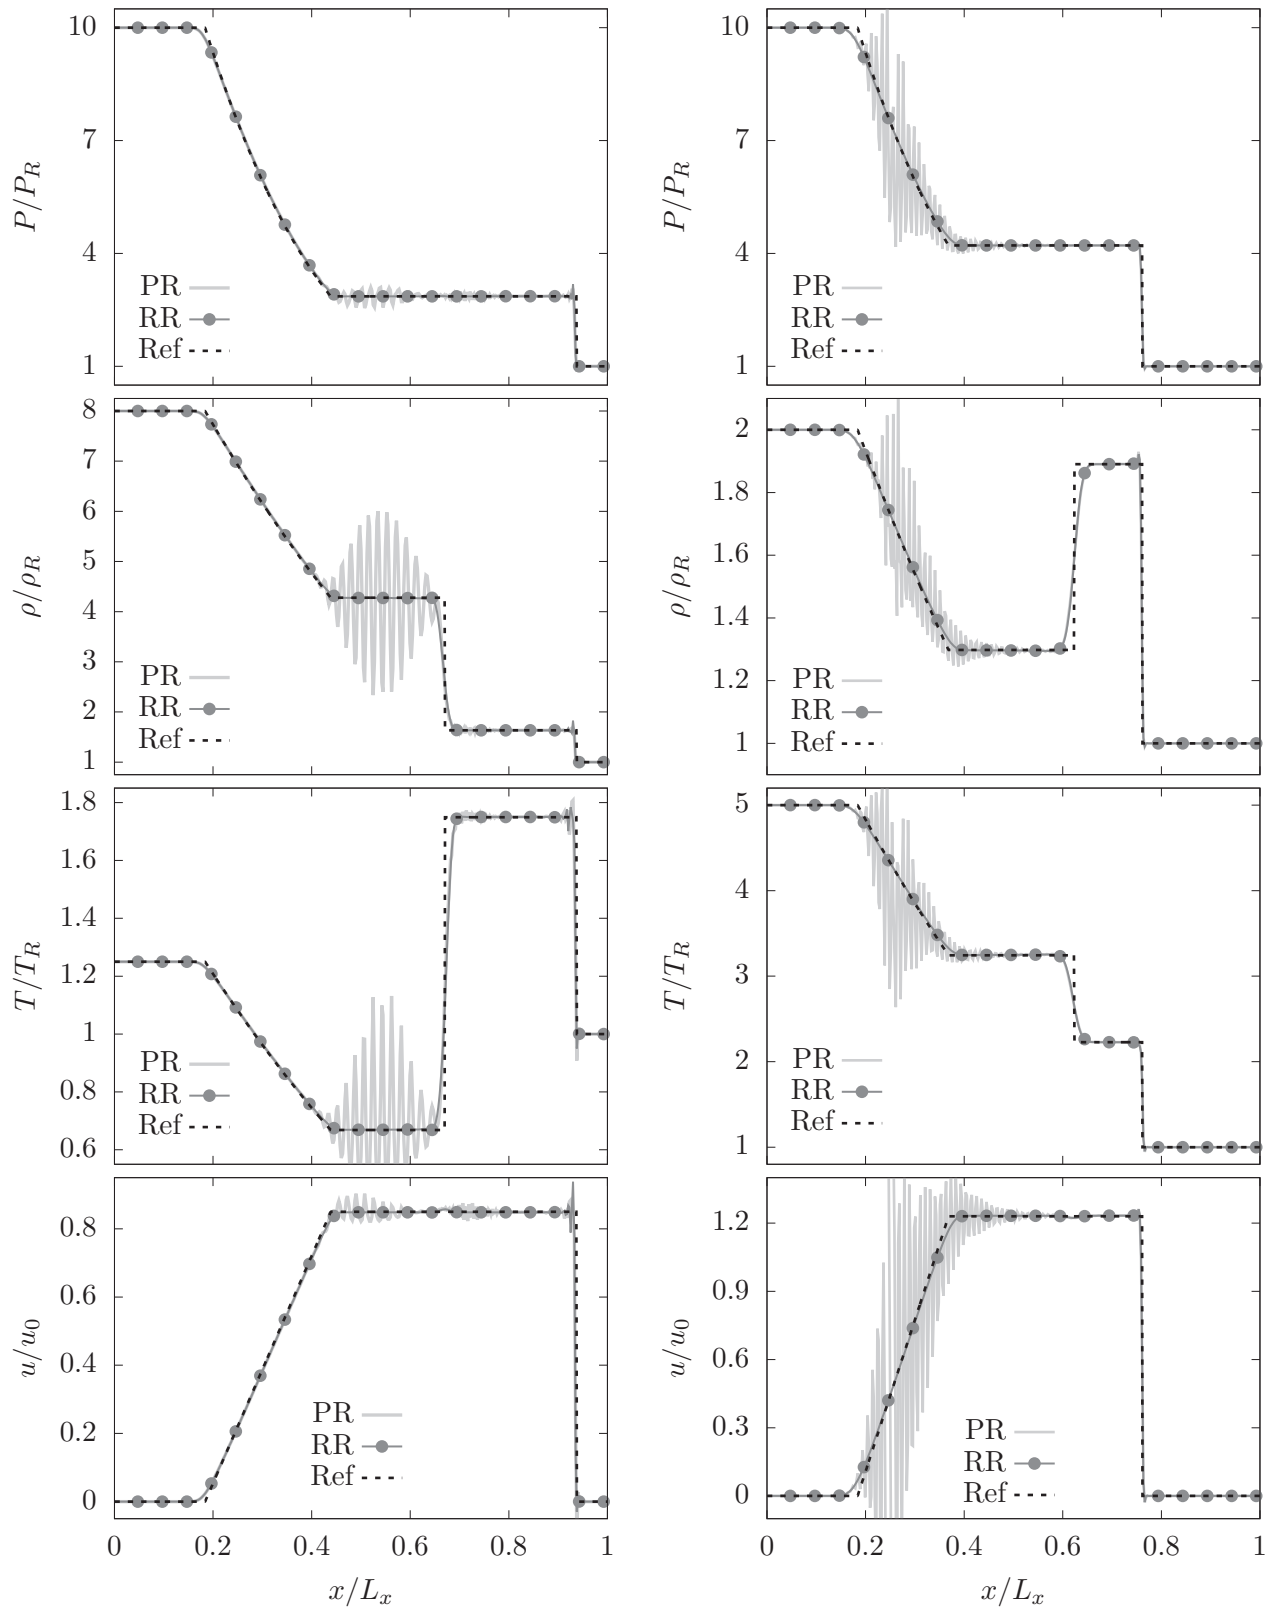 10
7
4
1
P/P_R
PR
RR
Ref
10
7
4
1
P/P_R
PR
RR
Ref
8
7
6
5
4
3
2
1
ρ/ρ_R
PR
RR
Ref
2
1.8
1.6
1.4
1.2
1
ρ/ρ_R
PR
RR
Ref
1.8
1.6
1.4
1.2
1
0.8
0.6
T/T_R
PR
RR
Ref
5
4
3
2
1
T/T_R
PR
RR
Ref
0.8
0.6
0.4
0.2
0
u/u_0
PR
RR
Ref
0 0.2 0.4 0.6 0.8 1
x/L_x
1.2
0.9
0.6
0.3
0
u/u_0
PR
RR
Ref
0 0.2 0.4 0.6 0.8 1
x/L_x